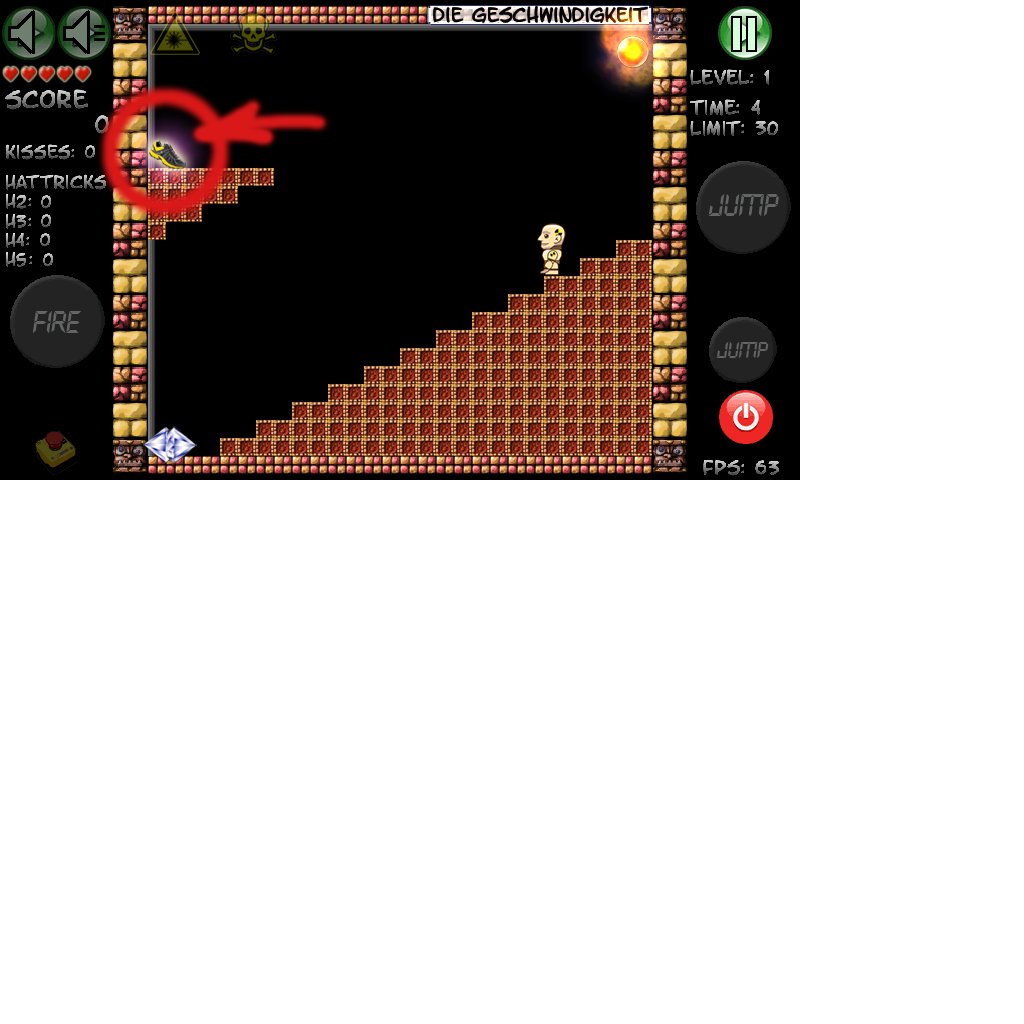 DIE GESCHWINDIGKEIT
SCORE
0
KISSES: 0
HATTRICKS
H2: 0
H3: 0
H4: 0
H5: 0
FIRE
LEVEL: 1
TIME: 4
LIMIT: 30
JUMP
JUMP
FPS: 63